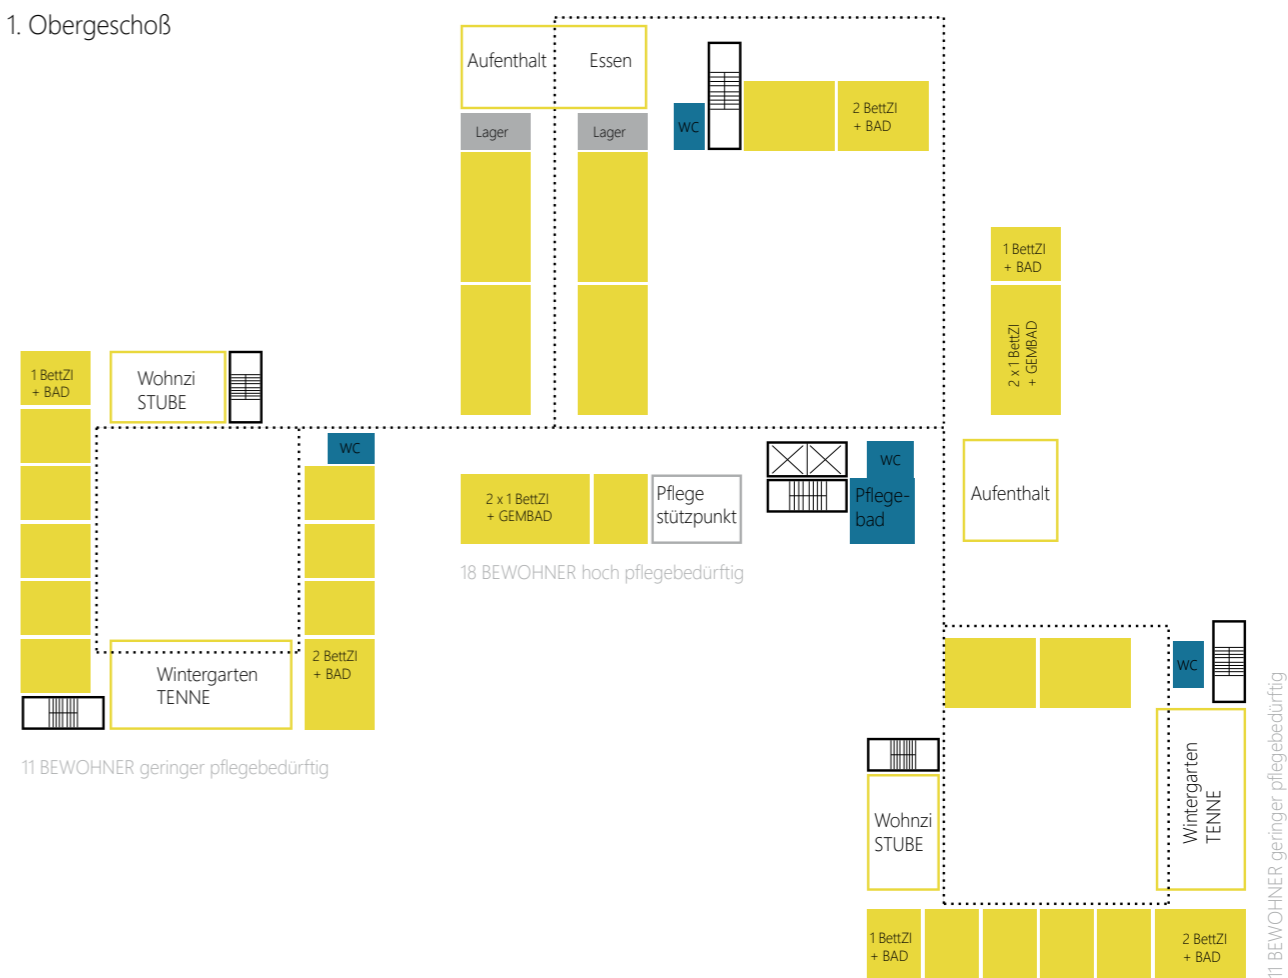 1. Obergeschoß
Aufenthalt
Essen
Lager
Lager
WC
2 BettZI
+ BAD
1 BettZI
+ BAD
2 x 1 BettZI
+ GEMBAD
1 BettZI
+ BAD
Wohnzi
STUBE
WC
2 x 1 BettZI
+ GEMBAD
Pflege
stützpunkt
WC
Pflege-
bad
Aufenthalt
18 BEWOHNER hoch pflegebedürftig
Wintergarten
TENNE
2 BettZI
+ BAD
11 BEWOHNER geringer pflegebedürftig
WC
Wohnzi
STUBE
Wintergarten
TENNE
1 BettZI
+ BAD
2 BettZI
+ BAD
11 BEWOHNER geringer pflegebedürftig